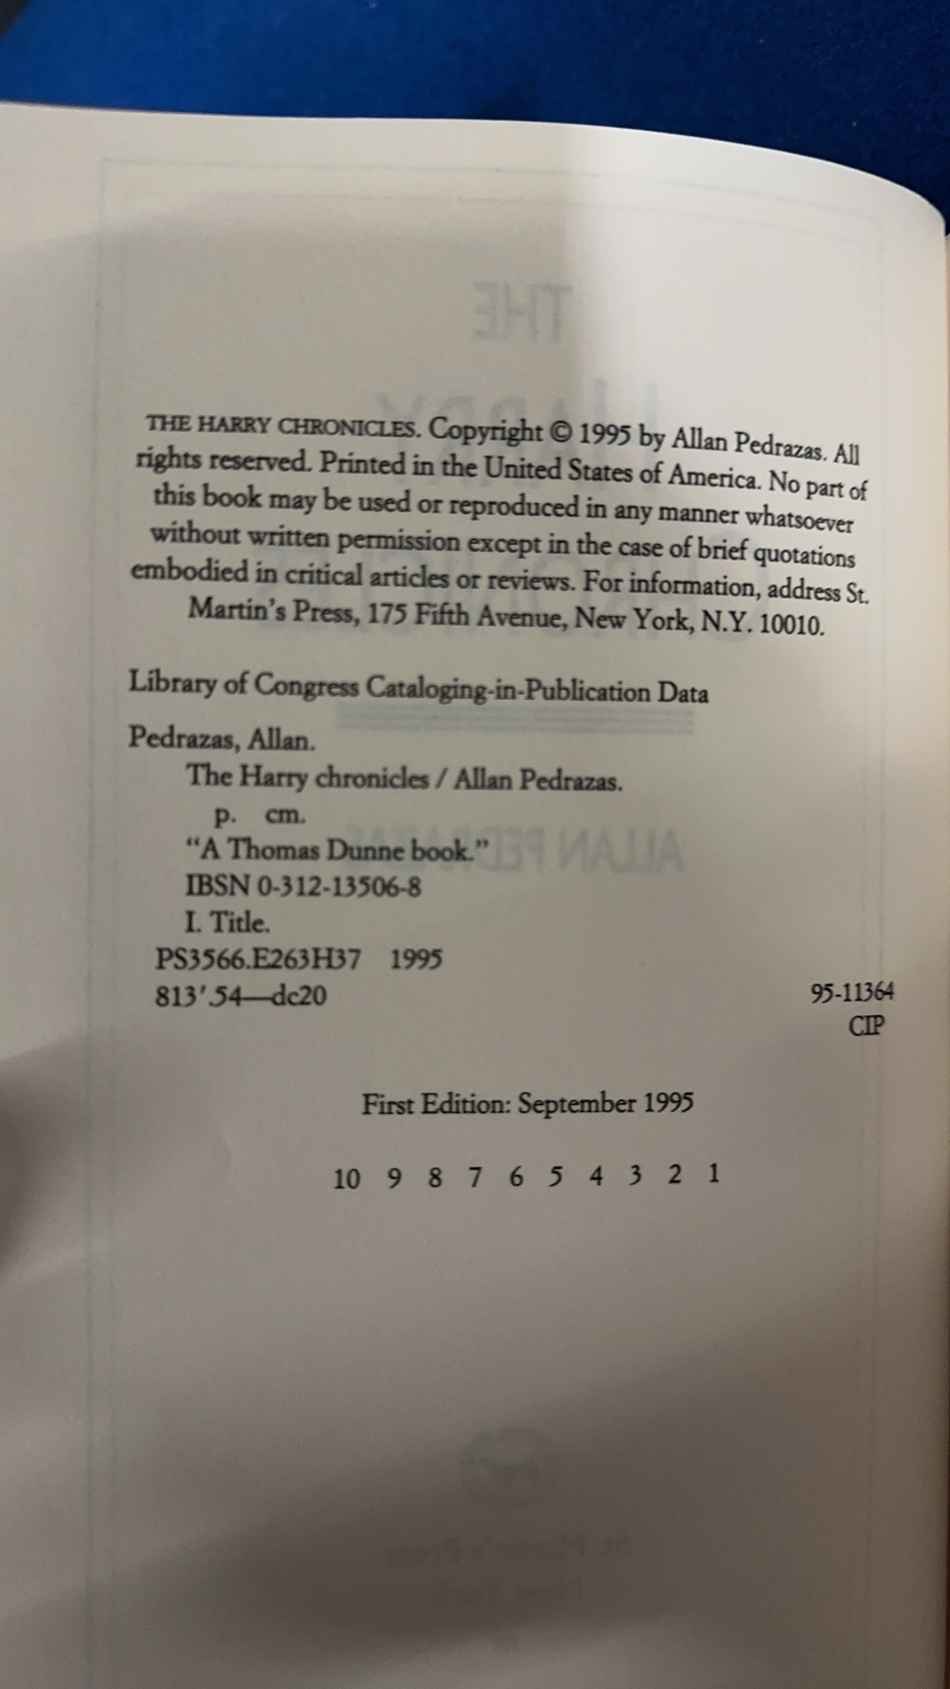 THE HARRY CHRONICLES. Copyright © 1995 by Allan Pedrazas. All
rights reserved. Printed in the United States of America. No part of
this book may be used or reproduced in any manner whatsoever
without written permission except in the case of brief quotations
embodied in critical articles or reviews. For information, address St.
Martin's Press, 175 Fifth Avenue, New York, N.Y. 10010.
Library of Congress Cataloging-in-Publication Data
Pedrazas, Allan.
The Harry chronicles / Allan Pedrazas.
p. cm.
“A Thomas Dunne book.”
IBSN 0-312-13506-8
I. Title.
PS3566.E263H37 1995
813'.54—dc20
95-11364
CIP
First Edition: September 1995
10 9 8 7 6 5 4 3 2 1